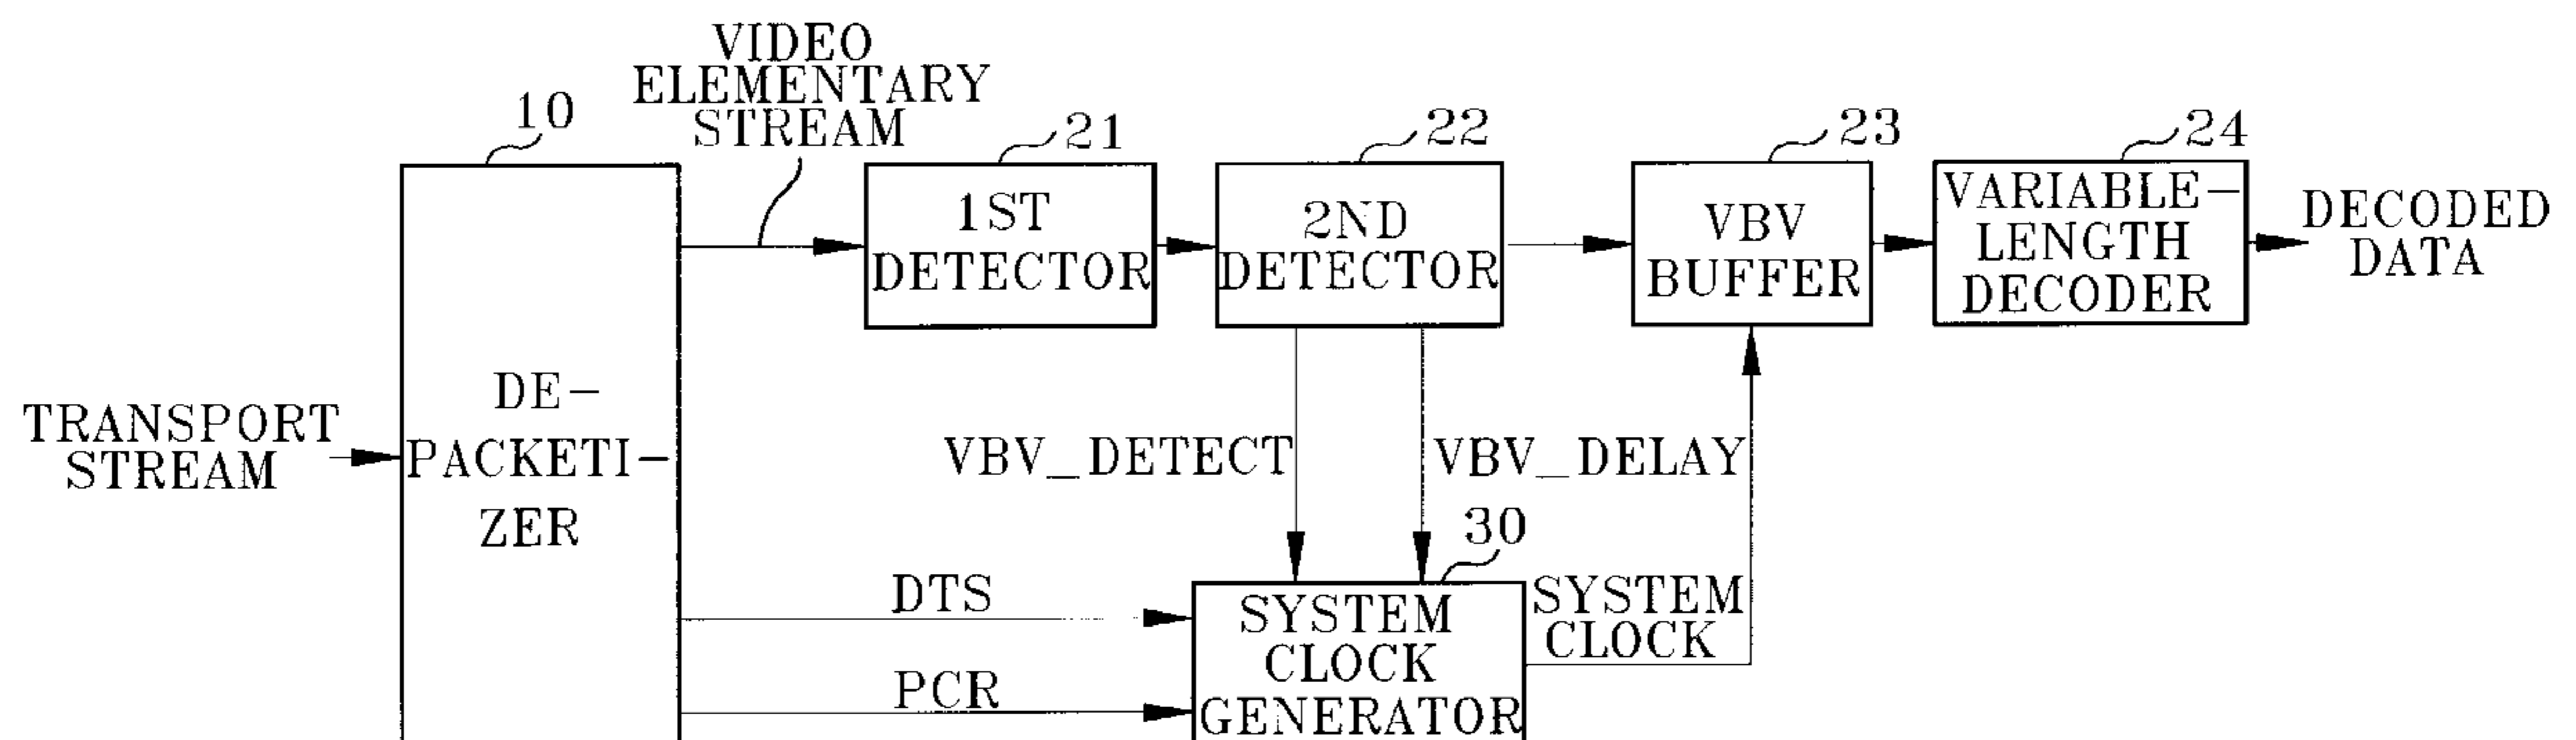 VIDEO
ELEMENTARY
STREAM
10
21
22
23
24
1ST
DETECTOR
2ND
DETECTOR
VBV
BUFFER
VARIABLE-
LENGTH
DECODER
DECODED
DATA
TRANSPORT
STREAM
DE-
PACKETI-
ZER
VBV_DETECT
VBV_DELAY
30
DTS
PCR
SYSTEM
CLOCK
GENERATOR
SYSTEM
CLOCK